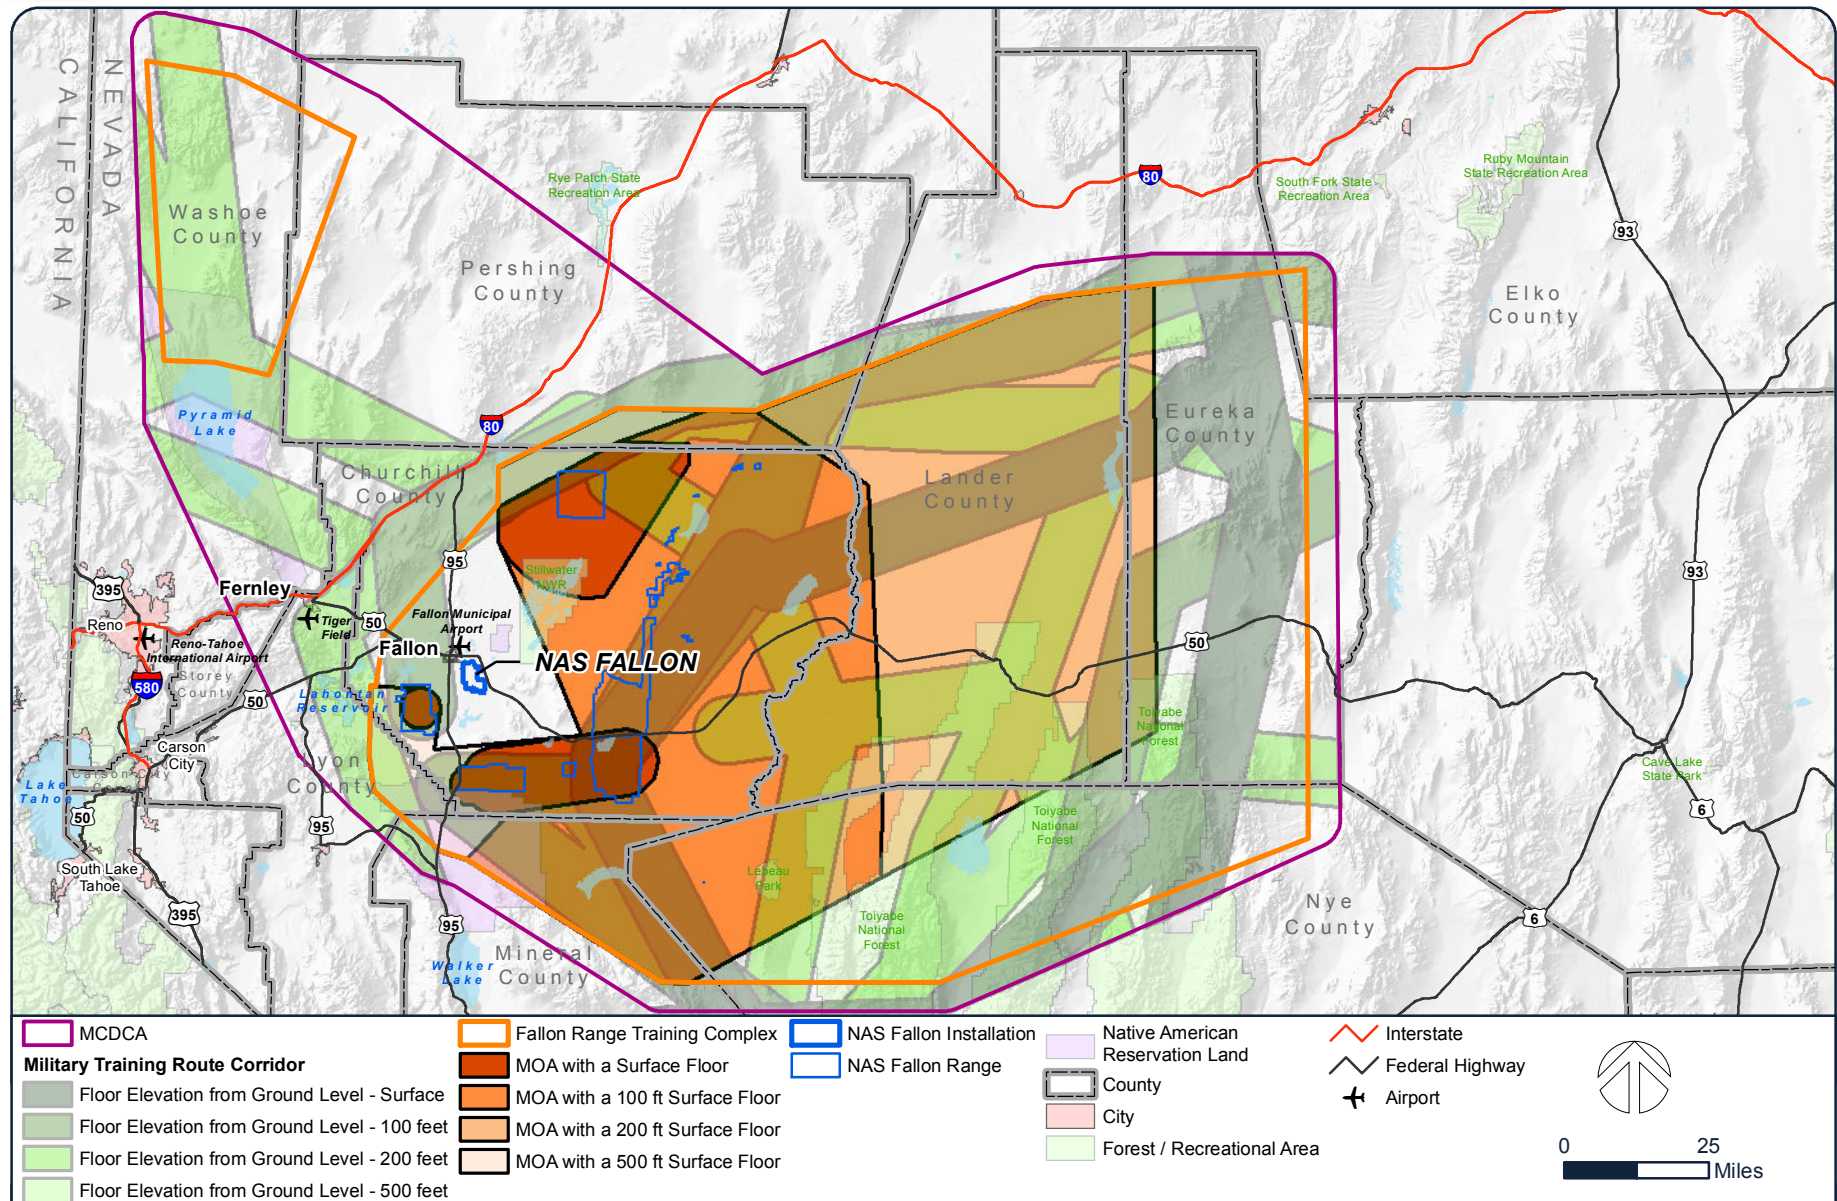 NEVADA
CALIFORNIA
Washoe
County
Rye Patch State
Recreation Area
Pershing
County
80
South Fork State
Recreation Area
Ruby Mountain
State Recreation Area
93
Elko
County
Pyramid
Lake
80
Churchill
County
Eureka
County
Lander
County
95
Stillwater
NWR
93
395
Fernley
Reno
Tiger
Field
50
Fallon Municipal
Airport
Fallon
NAS FALLON
50
Reno-Tahoe
International Airport
Storey
County
580
50
Lahontan
Reservoir
Toiyabe
National
Forest
Carson
City
Carson City
Lyon
County
Lake
Tahoe
Cave Lake
State Park
50
95
6
Toiyabe
National
Forest
South Lake
Tahoe
Lebeau
Park
395
95
Toiyabe
National
Forest
Nye
County
6
Mineral
County
Walker
Lake
MCDCA
Military Training Route Corridor
Floor Elevation from Ground Level - Surface
Floor Elevation from Ground Level - 100 feet
Floor Elevation from Ground Level - 200 feet
Floor Elevation from Ground Level - 500 feet
Fallon Range Training Complex
MOA with a Surface Floor
MOA with a 100 ft Surface Floor
MOA with a 200 ft Surface Floor
MOA with a 500 ft Surface Floor
NAS Fallon Installation
NAS Fallon Range
Native American
Reservation Land
County
City
Forest / Recreational Area
Interstate
Federal Highway
Airport
0 25
Miles